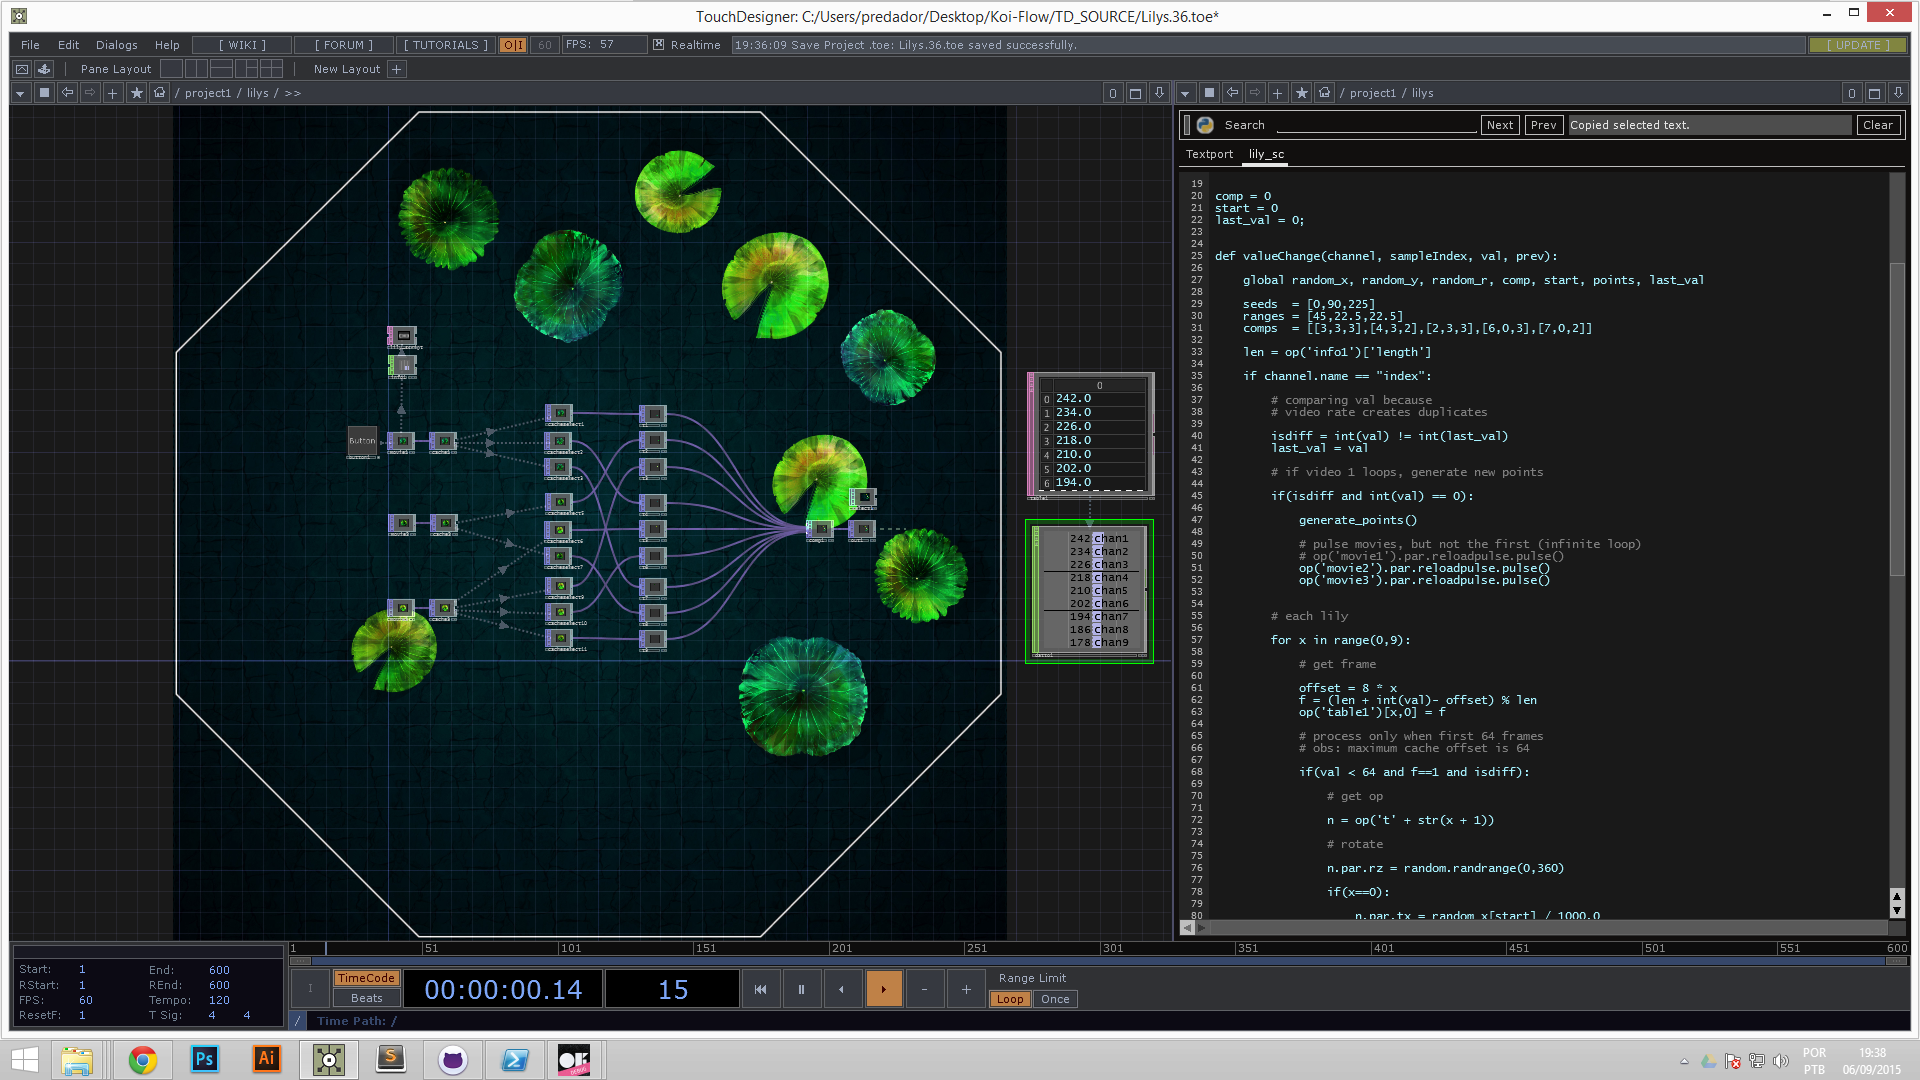 TouchDesigner: C:/Users/predador/Desktop/Koi-Flow/TD_SOURCE/Lilys.36.toe*
File Edit Dialogs Help [ WIKI ] [ FORUM ] [ TUTORIALS ] O|I 60 FPS: 57 Realtime 19:36:09 Save Project .toe: Lilys.36.toe saved successfully. [ UPDATE ]
Pane Layout New Layout +
/ project1 / lilys / >> 0
/ project1 / lilys 0
Search Next Prev Copied selected text. Clear
Textport lily_sc
19
20 comp = 0
21 start = 0
22 last_val = 0;
23
24
25 def valueChange(channel, sampleIndex, val, prev):
26
27 global random_x, random_y, random_r, comp, start, points, last_val
28
29 seeds = [0,90,225]
30 ranges = [45,22.5,22.5]
31 comps = [[3,3,3],[4,3,2],[2,3,3],[6,0,3],[7,0,2]]
32
33 len = op('info1')['length']
34
35 if channel.name == "index":
36
37 # comparing val because
38 # video rate creates duplicates
39
40 isdiff = int(val) != int(last_val)
41 last_val = val
42
43 # if video 1 loops, generate new points
44
45 if(isdiff and int(val) == 0):
46
47 generate_points()
48
49 # pulse movies, but not the first (infinite loop)
50 # op('movie1').par.reloadpulse.pulse()
51 op('movie2').par.reloadpulse.pulse()
52 op('movie3').par.reloadpulse.pulse()
53
54
55 # each lily
56
57 for x in range(0,9):
58
59 # get frame
60
61 offset = 8 * x
62 f = (len + int(val)- offset) % len
63 op('table1')[x,0] = f
64
65 # process only when first 64 frames
66 # obs: maximum cache offset is 64
67
68 if(val < 64 and f==1 and isdiff):
69
70 # get op
71
72 n = op('t' + str(x + 1))
73
74 # rotate
75
76 n.par.rz = random.randrange(0,360)
77
78 if(x==0):
79
80 n.par.tx = random_x[start] / 1000.0
Button
0
0 242.0
1 234.0
2 226.0
3 218.0
4 210.0
5 202.0
6 194.0
242 chan1
234 chan2
226 chan3
218 chan4
210 chan5
202 chan6
194 chan7
186 chan8
178 chan9
1 51 101 151 201 251 301 351 401 451 501 551 600
Start: 1 End: 600
RStart: 1 REnd: 600
FPS: 60 Tempo: 120
ResetF: 1 T Sig: 4 4
TimeCode
Beats
00:00:00.14 15
Range Limit
Loop Once
/ Time Path: /
Ps Ai S OF DEBUG
POR
PTB
19:38
06/09/2015